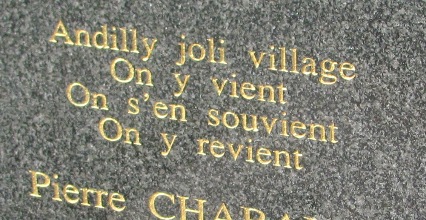 Andilly joli village
On y vient
On s'en souvient
On y revient
Pierre